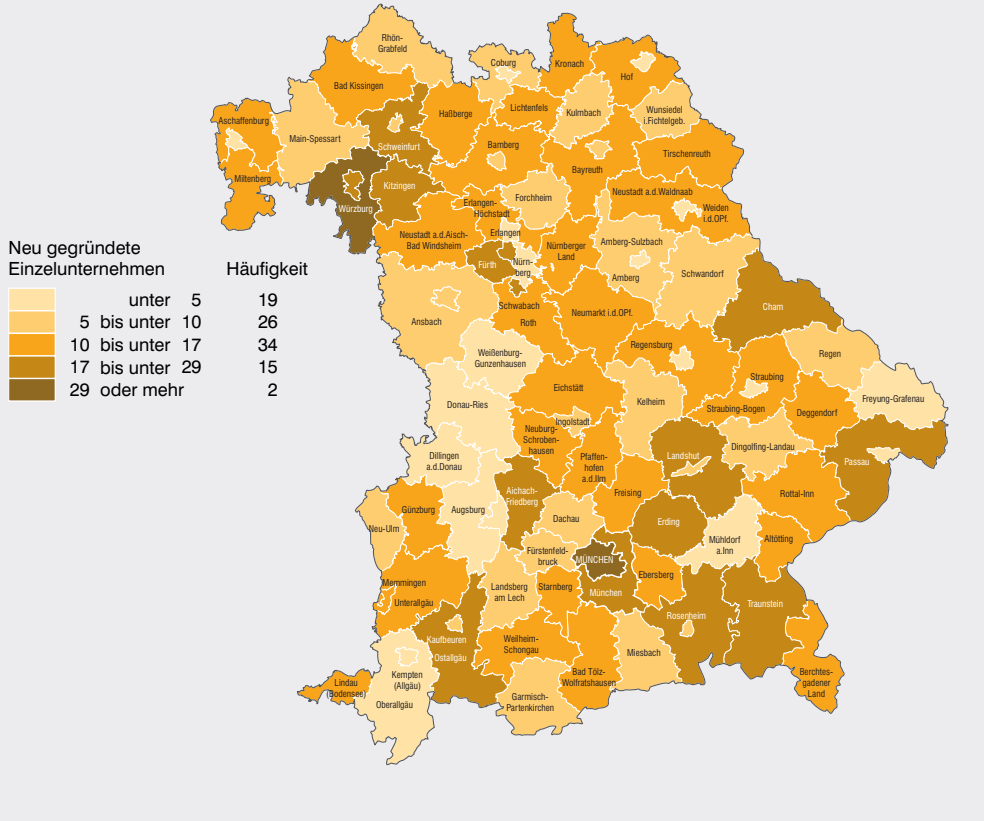 Rhön-
Grabfeld
Coburg
Kronach
Hof
Bad Kissingen
Lichtenfels
Kulmbach
Wunsiedel
i.Fichtelgeb.
Aschaffenburg
Main-Spessart
Haßberge
Schweinfurt
Bamberg
Bayreuth
Tirschenreuth
Miltenberg
Würzburg
Kitzingen
Erlangen-
Höchstadt
Forchheim
Neustadt a.d.Waldnaab
Weiden
i.d.OPf.
Neustadt a.d.Aisch-
Bad Windsheim
Erlangen
Fürth
Nürn-
berg
Nürnberger
Land
Amberg-Sulzbach
Amberg
Schwandorf
Cham
Ansbach
Schwabach
Roth
Neumarkt i.d.OPf.
Neu gegründete
Einzelunternehmen
Häufigkeit
unter 5 19
5 bis unter 10 26
10 bis unter 17 34
17 bis unter 29 15
29 oder mehr 2
Weißenburg-
Gunzenhausen
Regensburg
Regen
Straubing
Freyung-Grafenau
Donau-Ries
Eichstätt
Kelheim
Straubing-Bogen
Deggendorf
Ingolstadt
Neuburg-
Schroben-
hausen
Dillingen
a.d.Donau
Pfaffen-
hofen
a.d.Ilm
Landshut
Dingolfing-Landau
Passau
Aichach-
Friedberg
Freising
Rottal-Inn
Günzburg
Augsburg
Neu-Ulm
Dachau
Erding
Mühldorf
a.Inn
Altötting
Fürstenfeld-
bruck
MÜNCHEN
Memmingen
Unterallgäu
Landsberg
am Lech
Starnberg
München
Ebersberg
Rosenheim
Traunstein
Kaufbeuren
Ostallgäu
Weilheim-
Schongau
Miesbach
Bad Tölz-
Wolfratshausen
Berchtes-
gadener
Land
Kempten
(Allgäu)
Lindau
(Bodensee)
Oberallgäu
Garmisch-
Partenkirchen